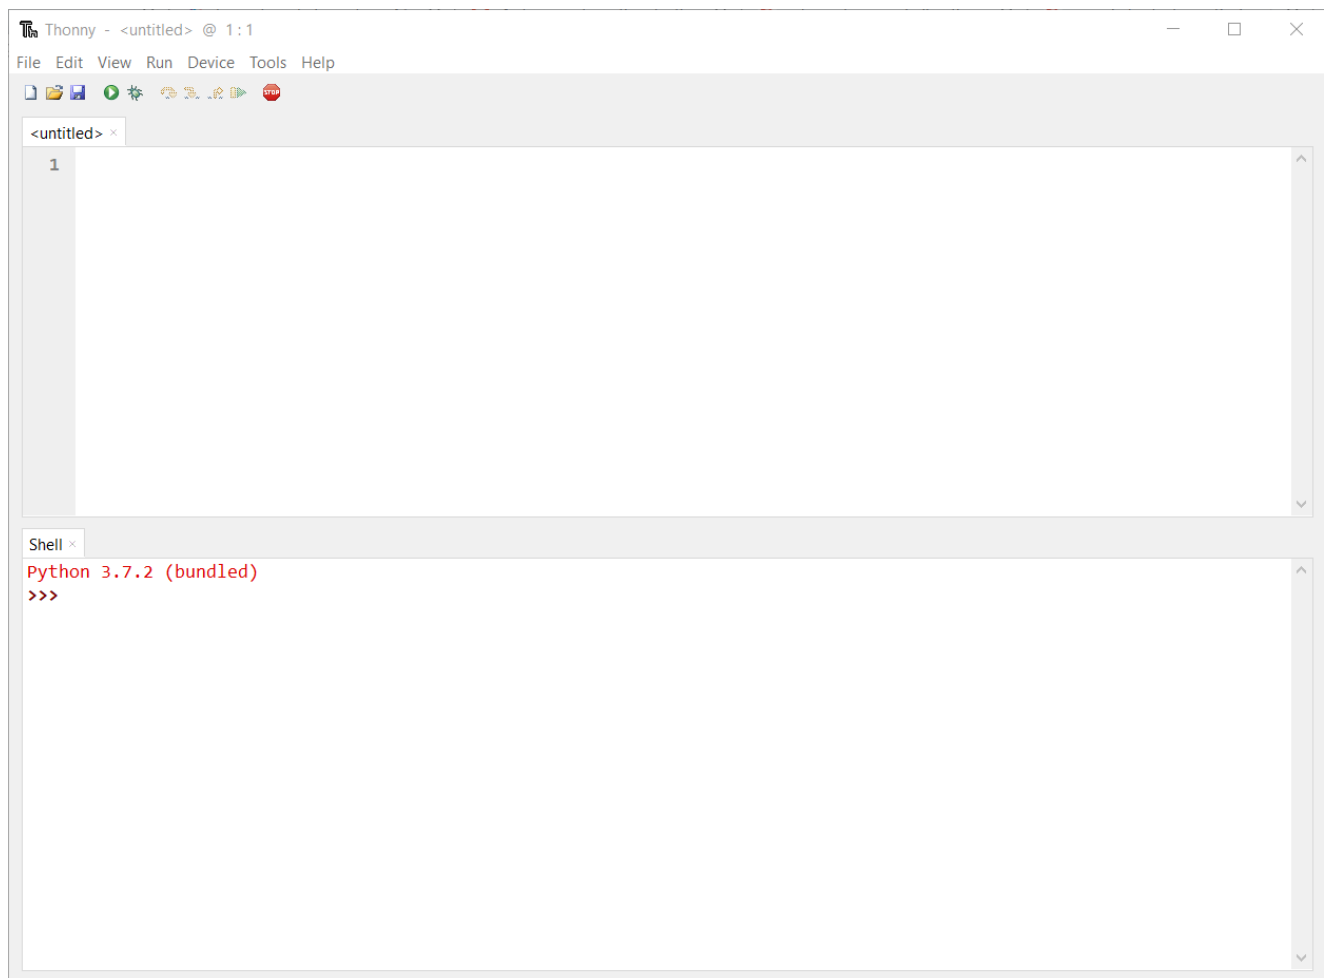 Thonny - <untitled> @ 1:1
File Edit View Run Device Tools Help
STOP
<untitled> ×
1
Shell ×
Python 3.7.2 (bundled)
>>>